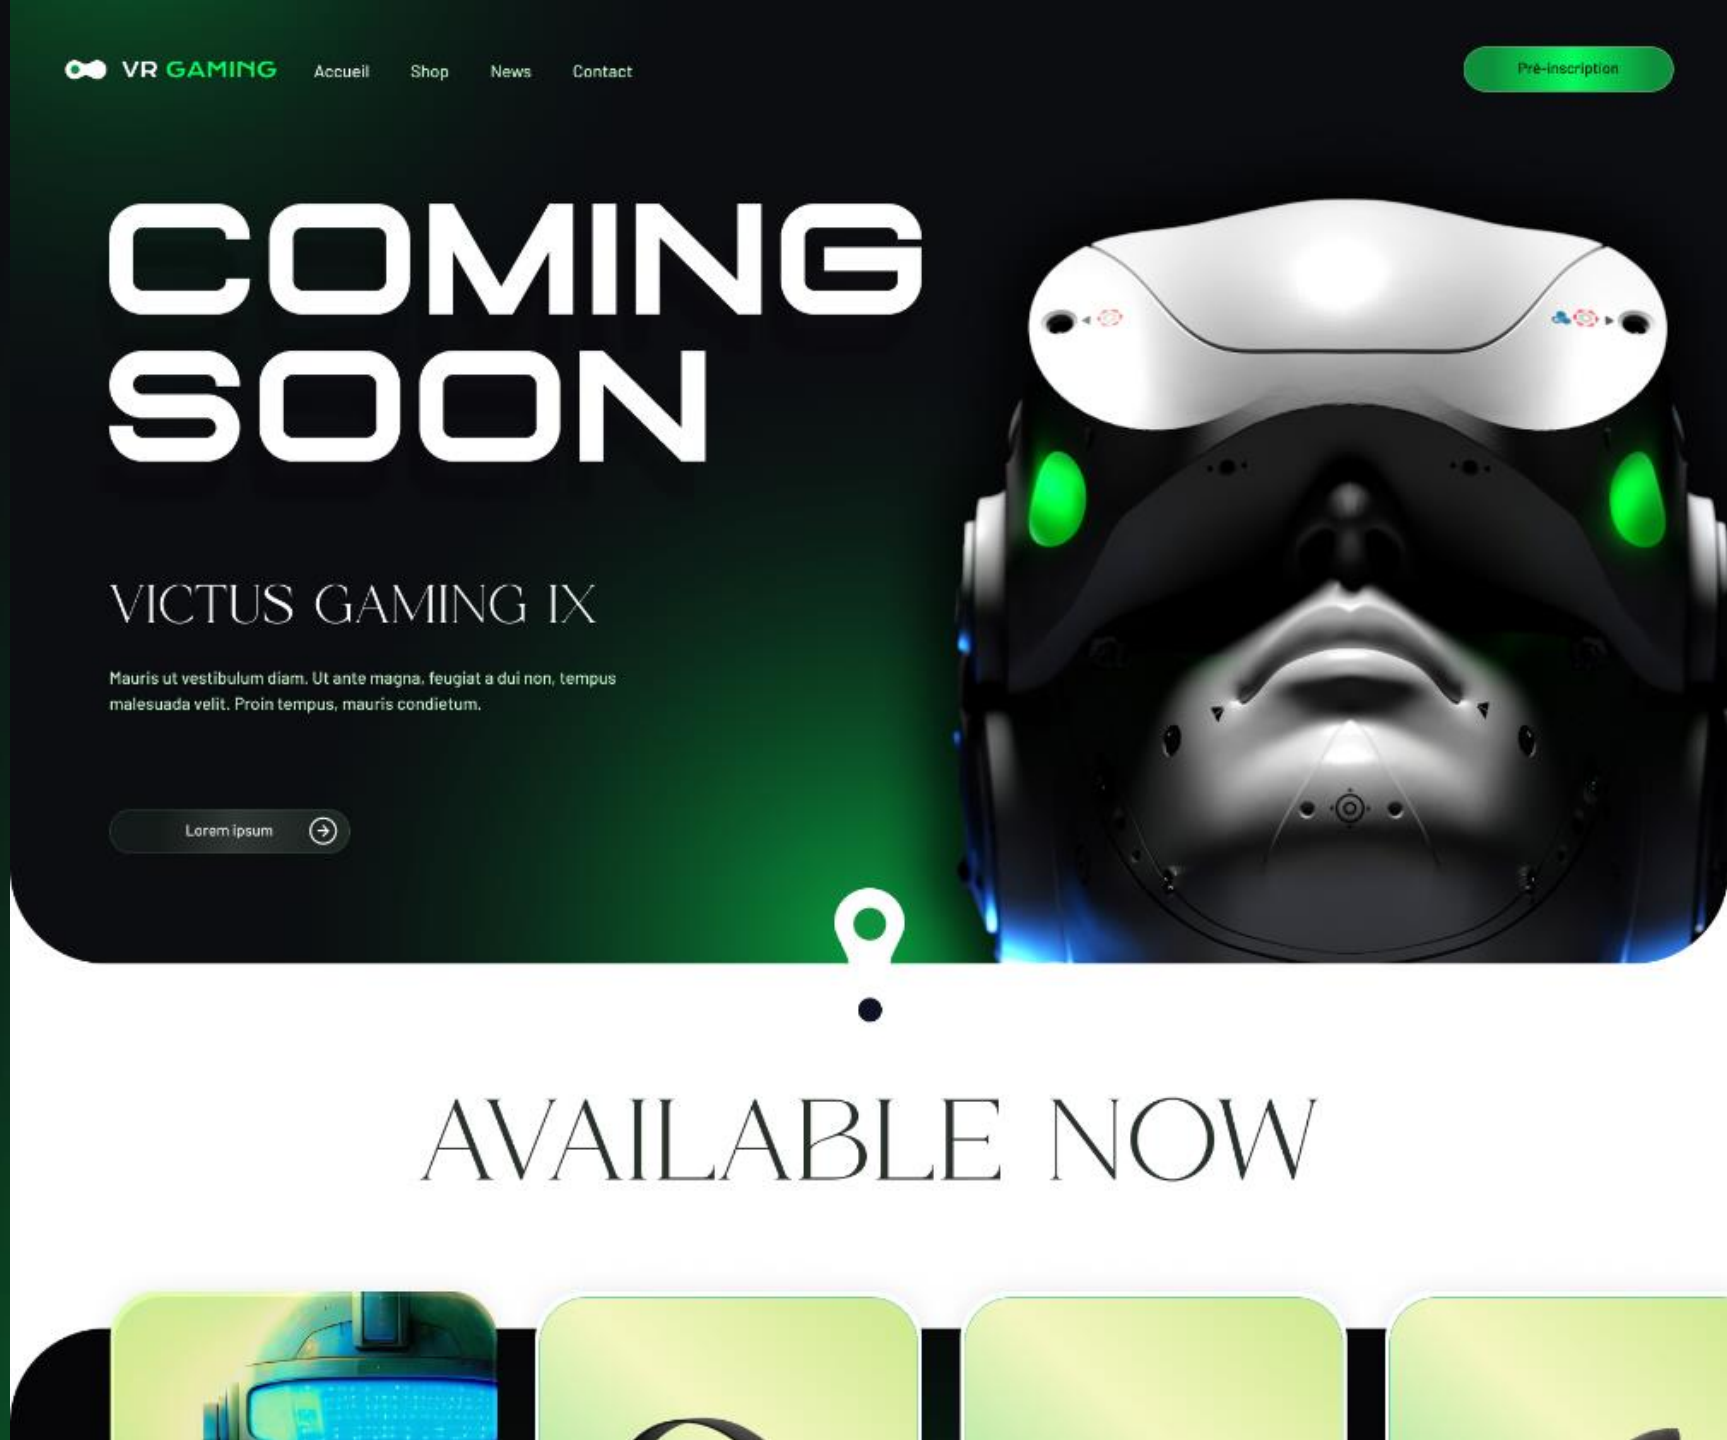 VR GAMING
Accueil
Shop
News
Contact
Pré-inscription
COMING
SOON
VICTUS GAMING IX
Mauris ut vestibulum diam. Ut ante magna, feugiat a dui non, tempus
malesuada velit. Proin tempus, mauris condietum.
Lorem ipsum
AVAILABLE NOW